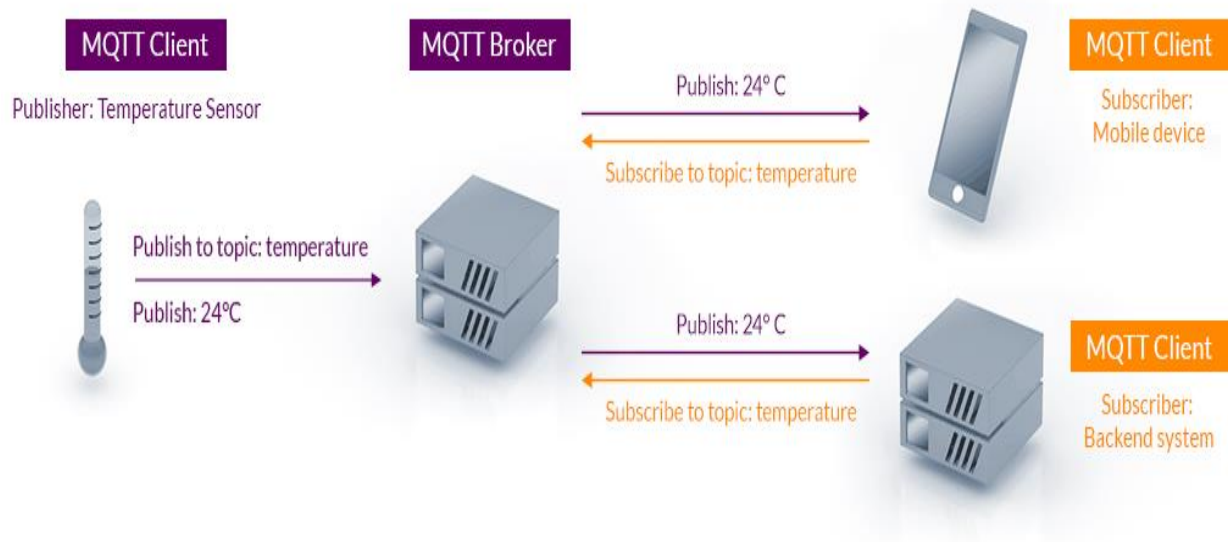 MQTT Client
Publisher: Temperature Sensor
Publish to topic: temperature
Publish: 24°C
MQTT Broker
Publish: 24° C
Subscribe to topic: temperature
MQTT Client
Subscriber:
Mobile device
Publish: 24° C
Subscribe to topic: temperature
MQTT Client
Subscriber:
Backend system